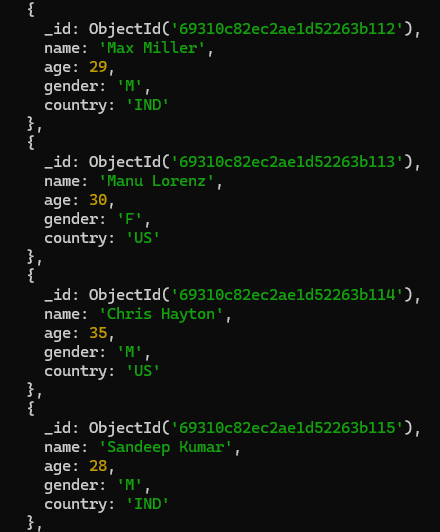 {
_id: ObjectId('69310c82ec2ae1d52263b112'),
name: 'Max Miller',
age: 29,
gender: 'M',
country: 'IND'
},
{
_id: ObjectId('69310c82ec2ae1d52263b113'),
name: 'Manu Lorenz',
age: 30,
gender: 'F',
country: 'US'
},
{
_id: ObjectId('69310c82ec2ae1d52263b114'),
name: 'Chris Hayton',
age: 35,
gender: 'M',
country: 'US'
},
{
_id: ObjectId('69310c82ec2ae1d52263b115'),
name: 'Sandeep Kumar',
age: 28,
gender: 'M',
country: 'IND'
},